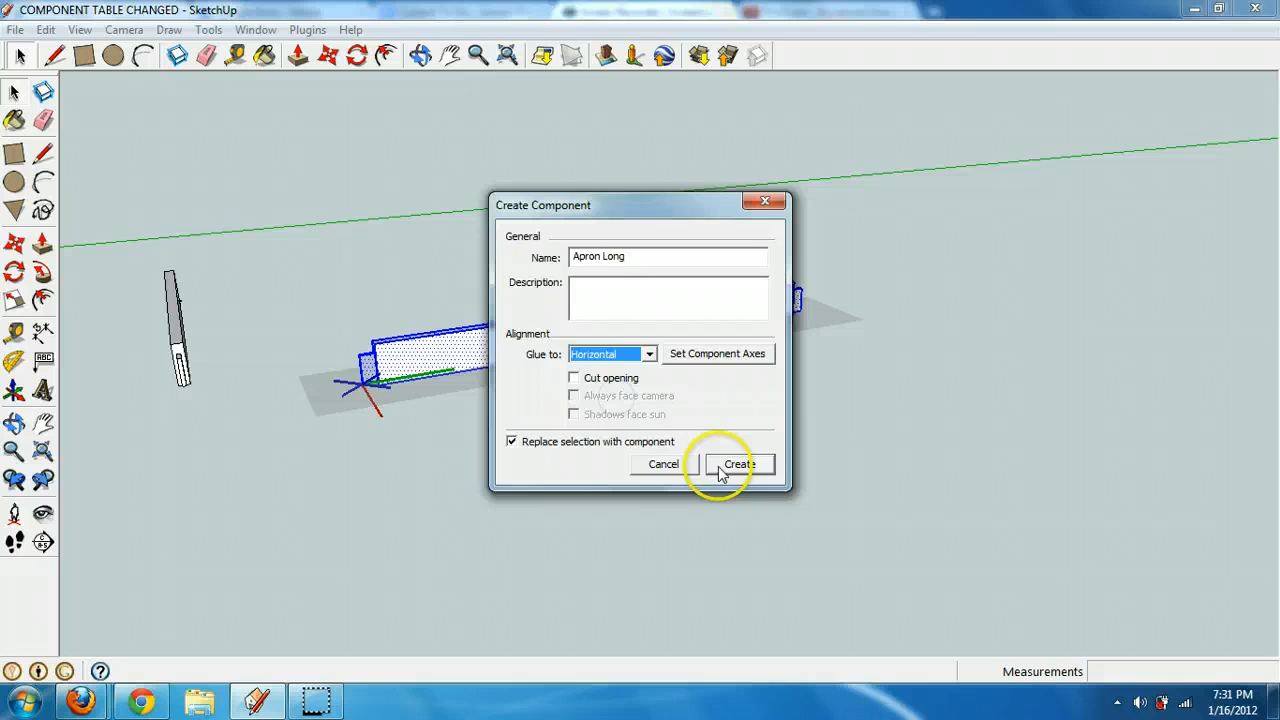 COMPONENT TABLE CHANGED - SketchUp
File Edit View Camera Draw Tools Window Plugins Help
Create Component
General
Name: Apron Long
Description:
Alignment
Glue to: Horizontal Set Component Axes
Cut opening
Always face camera
Shadows face sun
Replace selection with component
Cancel Create
ABC
Measurements
7:31 PM
1/16/2012